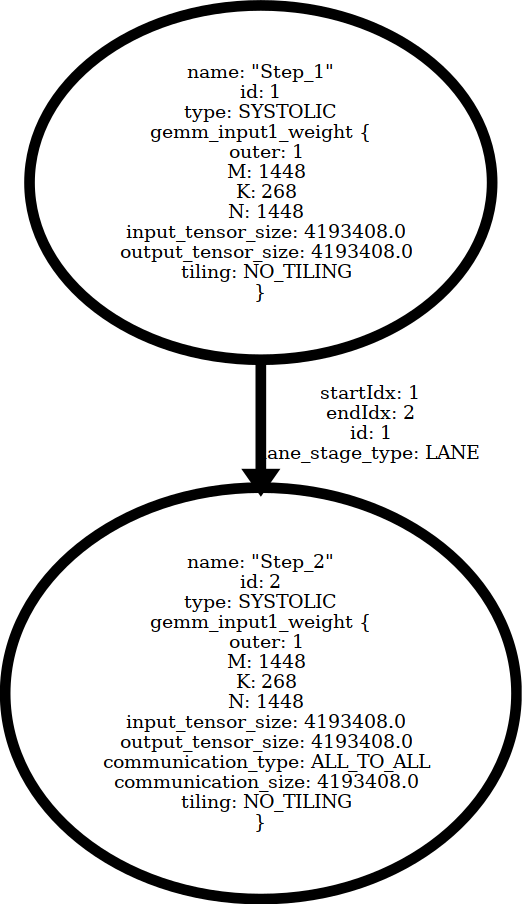 name: "Step_1"
id: 1
type: SYSTOLIC
gemm_input1_weight {
outer: 1
M: 1448
K: 268
N: 1448
input_tensor_size: 4193408.0
output_tensor_size: 4193408.0
tiling: NO_TILING
}
startIdx: 1
endIdx: 2
id: 1
ane_stage_type: LANE
name: "Step_2"
id: 2
type: SYSTOLIC
gemm_input1_weight {
outer: 1
M: 1448
K: 268
N: 1448
input_tensor_size: 4193408.0
output_tensor_size: 4193408.0
communication_type: ALL_TO_ALL
communication_size: 4193408.0
tiling: NO_TILING
}